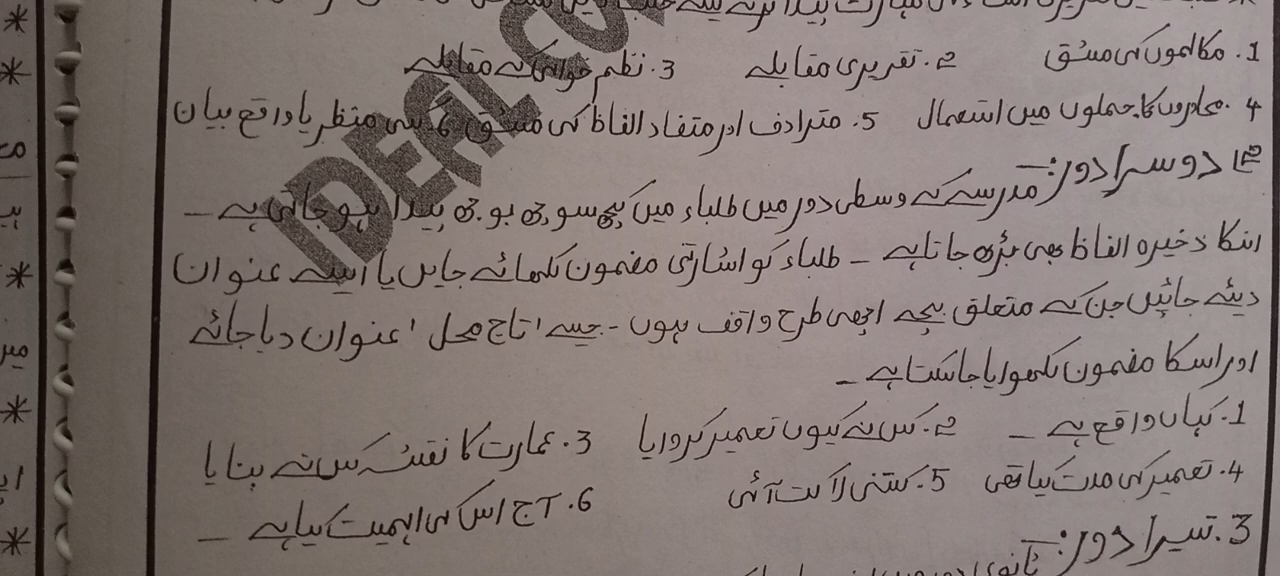 1. مکالموں کی مشق 2. تقریری مقابلے 3. نظم خوانی کے مقابلے
4. محاوروں کا جملوں میں استعمال 5. مترادف اور متضاد الفاظ کی مشق 6. کسی منظر یا واقع بیان
2) دوسرا دور:- مدرسے کے وسطی دور میں طلباء میں کچھ سوجھ بوجھ پیدا ہو جاتی ہے ـ
انکا ذخیرہ الفاظ بھی بڑھ جاتا ہے ـ طلباء کو اشارتی مضمون لکھائے جایں یا ایسے عنوان
دیئے جائیں جن کے متعلق بچے اچھی طرح واقف ہوں ـ جیسے 'تاج محل' عنوان دیا جائے
اور اسکا مضمون لکھوایا جا سکتا ہے ـ
1. کہاں واقع ہے ـ 2. کس نے کیوں تعمیر کروایا 3. عمارت کا نقشہ کس نے بنایا
4. تعمیر کی مدت کیا تھی 5. کتنی لاگت آئی
6. آج اس کی اہمیت کیا ہے ـ
3. تیسرا دور:-
IDEAL